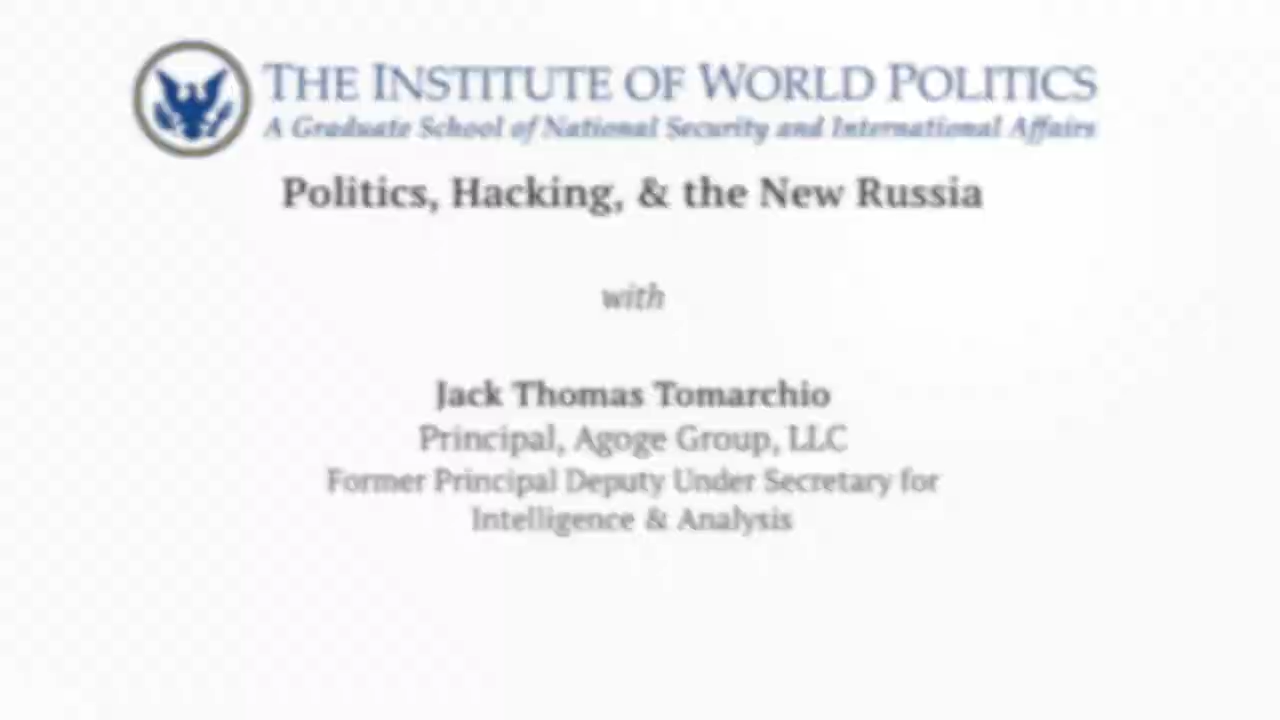 THE INSTITUTE OF WORLD POLITICS
A Graduate School of National Security and International Affairs
Politics, Hacking, & the New Russia
with
Jack Thomas Tomarchio
Principal, Agoge Group, LLC
Former Principal Deputy Under Secretary for
Intelligence & Analysis